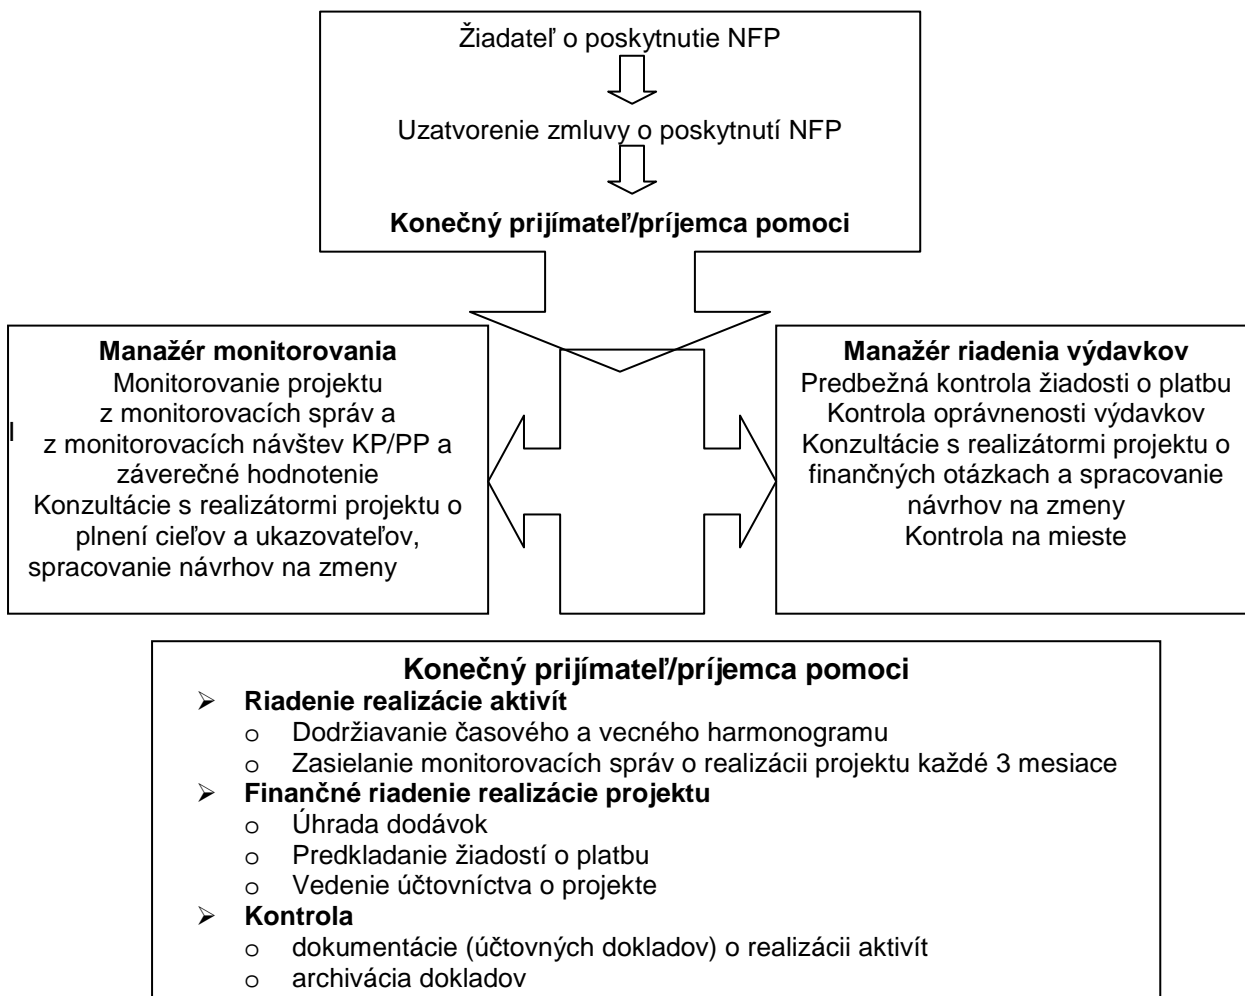 Žiadateľ o poskytnutie NFP
Uzatvorenie zmluvy o poskytnutí NFP
Konečný prijímateľ/príjemca pomoci
Manažér monitorovania
Monitorovanie projektu
z monitorovacích správ a
z monitorovacích návštev KP/PP a
záverečné hodnotenie
Konzultácie s realizátormi projektu o
plnení cieľov a ukazovateľov,
spracovanie návrhov na zmeny
l
Manažér riadenia výdavkov
Predbežná kontrola žiadosti o platbu
Kontrola oprávnenosti výdavkov
Konzultácie s realizátormi projektu o
finančných otázkach a spracovanie
návrhov na zmeny
Kontrola na mieste
Konečný prijímateľ/príjemca pomoci
➢ Riadenie realizácie aktivít
o Dodržiavanie časového a vecného harmonogramu
o Zasielanie monitorovacích správ o realizácii projektu každé 3 mesiace
➢ Finančné riadenie realizácie projektu
o Úhrada dodávok
o Predkladanie žiadostí o platbu
o Vedenie účtovníctva o projekte
➢ Kontrola
o dokumentácie (účtovných dokladov) o realizácii aktivít
o archivácia dokladov